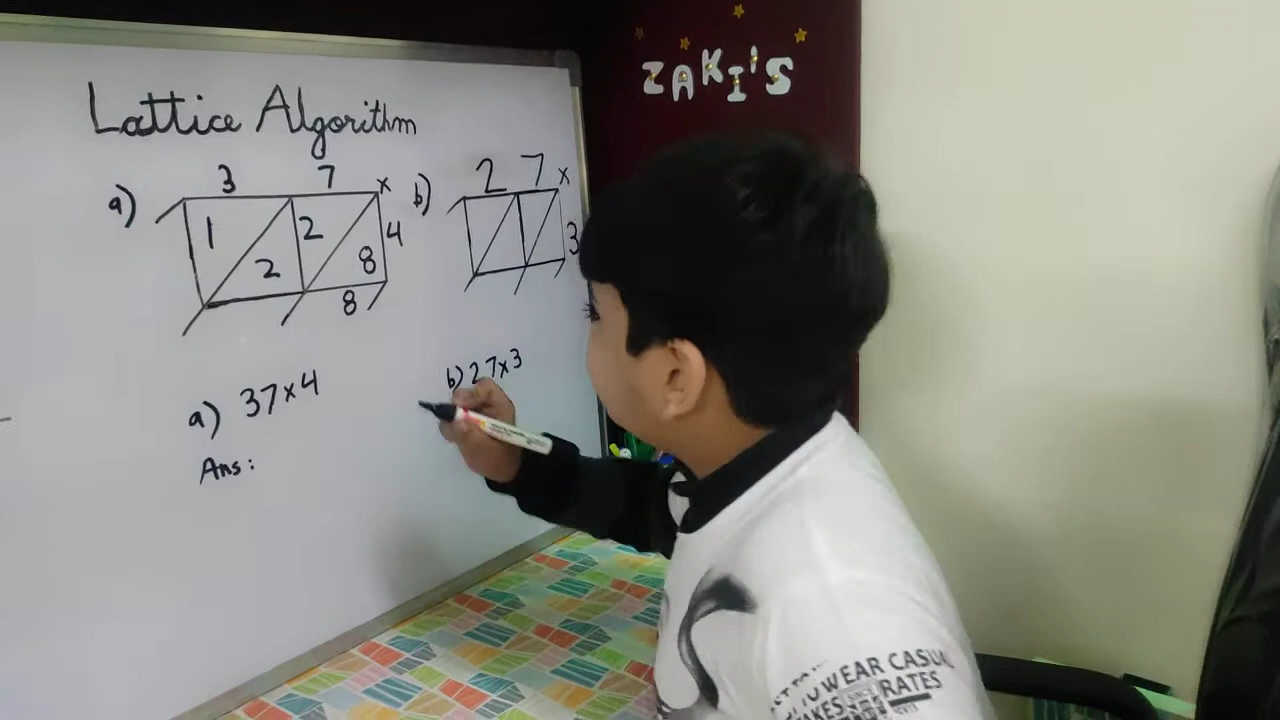 ZAKI'S
Lattice Algorithm
a) 3 7 x
1 2 4
2 8
8
b) 2 7 x
3
a) 37x4
Ans:
b) 27x3
WEAR CASUAL
RATES